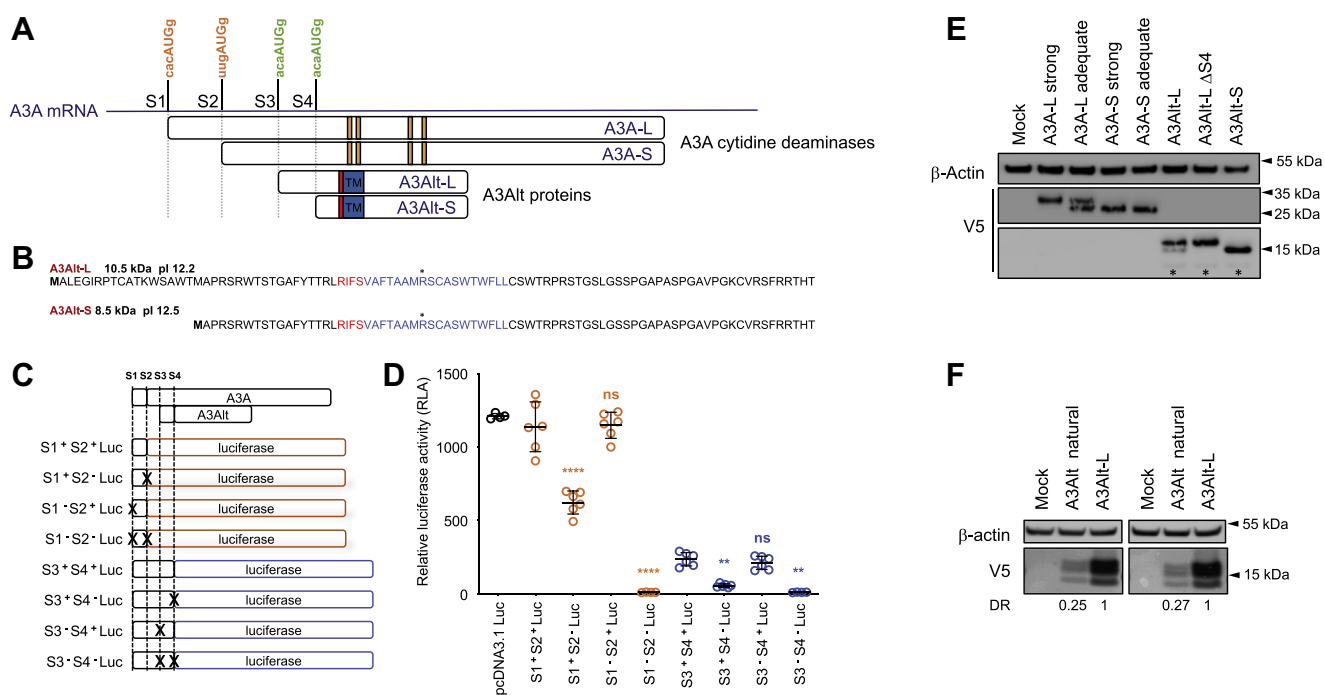 A
cacAUGg
uugAUGg
acaAUGg
acaAUGg
S1
S2
S3
S4
A3A mRNA
A3A-L
A3A-S
A3A cytidine deaminases
TM
A3Alt-L
TM
A3Alt-S
A3Alt proteins
B
A3Alt-L 10.5 kDa pI 12.2
*
MALEGIRPTCATKWSAWTMAPRSRWTSTGAFYTTRLRIFSVAFTAAMRSCASWTWFLLCSWTRPRSTGSLGSSPGAPASPGAVPGKCVRSFRRTHT
A3Alt-S 8.5 kDa pI 12.5
*
MAPRSRWTSTGAFYTTRLRIFSVAFTAAMRSCASWTWFLLCSWTRPRSTGSLGSSPGAPASPGAVPGKCVRSFRRTHT
C
S1 S2 S3 S4
A3A
A3Alt
S1+S2+Luc
luciferase
S1+S2-Luc
X
luciferase
S1-S2+Luc
X
luciferase
S1-S2-Luc
X X
luciferase
S3+S4+Luc
luciferase
S3+S4-Luc
X
luciferase
S3-S4+Luc
X
luciferase
S3-S4-Luc
X X
luciferase
D
Relative luciferase activity (RLA)
1500
1000
500
0
****
ns
****
**
ns
**
pcDNA3.1 Luc
S1+S2+Luc
S1+S2-Luc
S1-S2+Luc
S1-S2-Luc
S3+S4+Luc
S3+S4-Luc
S3-S4+Luc
S3-S4-Luc
E
Mock
A3A-L strong
A3A-L adequate
A3A-S strong
A3A-S adequate
A3Alt-L
A3Alt-L ΔS4
A3Alt-S
β-Actin
55 kDa
V5
35 kDa
25 kDa
15 kDa
* * *
F
Mock
A3Alt natural
A3Alt-L
Mock
A3Alt natural
A3Alt-L
β-actin
55 kDa
V5
15 kDa
DR
0.25 1
0.27 1